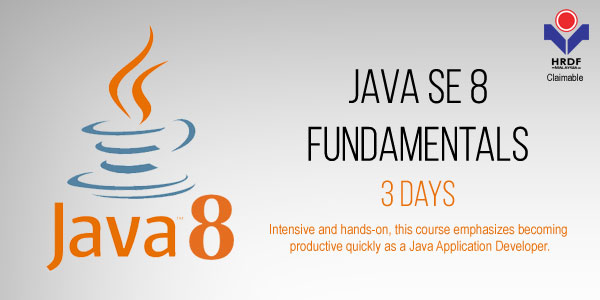 HRDF
Claimable
JAVA SE 8
FUNDAMENTALS
3 DAYS
Intensive and hands-on, this course emphasizes becoming
productive quickly as a Java Application Developer.
Java™ 8